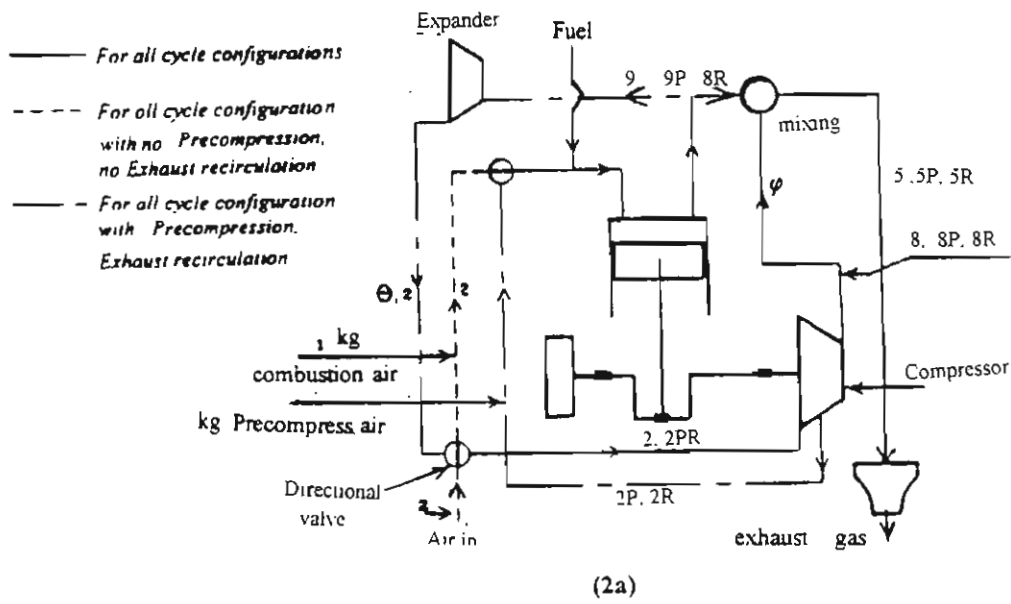 Expander
Fuel
For all cycle configurations
For all cycle configuration
with no Precompression,
no Exhaust recirculation
For all cycle configuration
with Precompression.
Exhaust recirculation
9 9P 8R
mixing
5, 5P, 5R
φ
8, 8P, 8R
Θ, 2
2
1 kg
combustion air
kg Precompress air
Compressor
2, 2PR
2P, 2R
Directional
valve
2
Air in
exhaust gas
(2a)